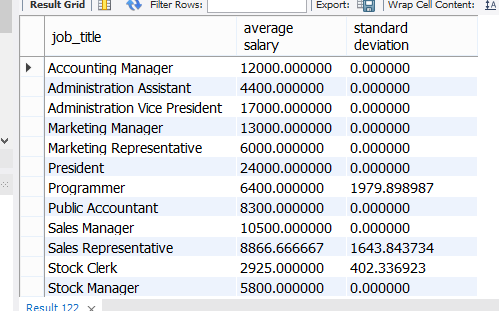 Result Grid Filter Rows: Export: Wrap Cell Content:
job_title average salary standard deviation
Accounting Manager 12000.000000 0.000000
Administration Assistant 4400.000000 0.000000
Administration Vice President 17000.000000 0.000000
Marketing Manager 13000.000000 0.000000
Marketing Representative 6000.000000 0.000000
President 24000.000000 0.000000
Programmer 6400.000000 1979.898987
Public Accountant 8300.000000 0.000000
Sales Manager 10500.000000 0.000000
Sales Representative 8866.666667 1643.843734
Stock Clerk 2925.000000 402.336923
Stock Manager 5800.000000 0.000000
Result 122